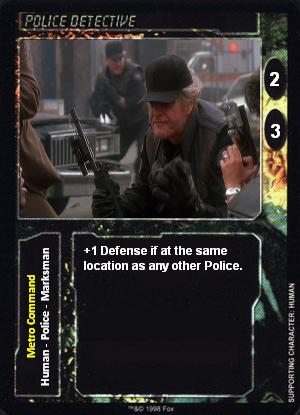 POLICE DETECTIVE
2
3
+1 Defense if at the same
location as any other Police.
Metro Command
Human - Police - Marksman
SUPPORTING CHARACTER: HUMAN
™&© 1998 Fox